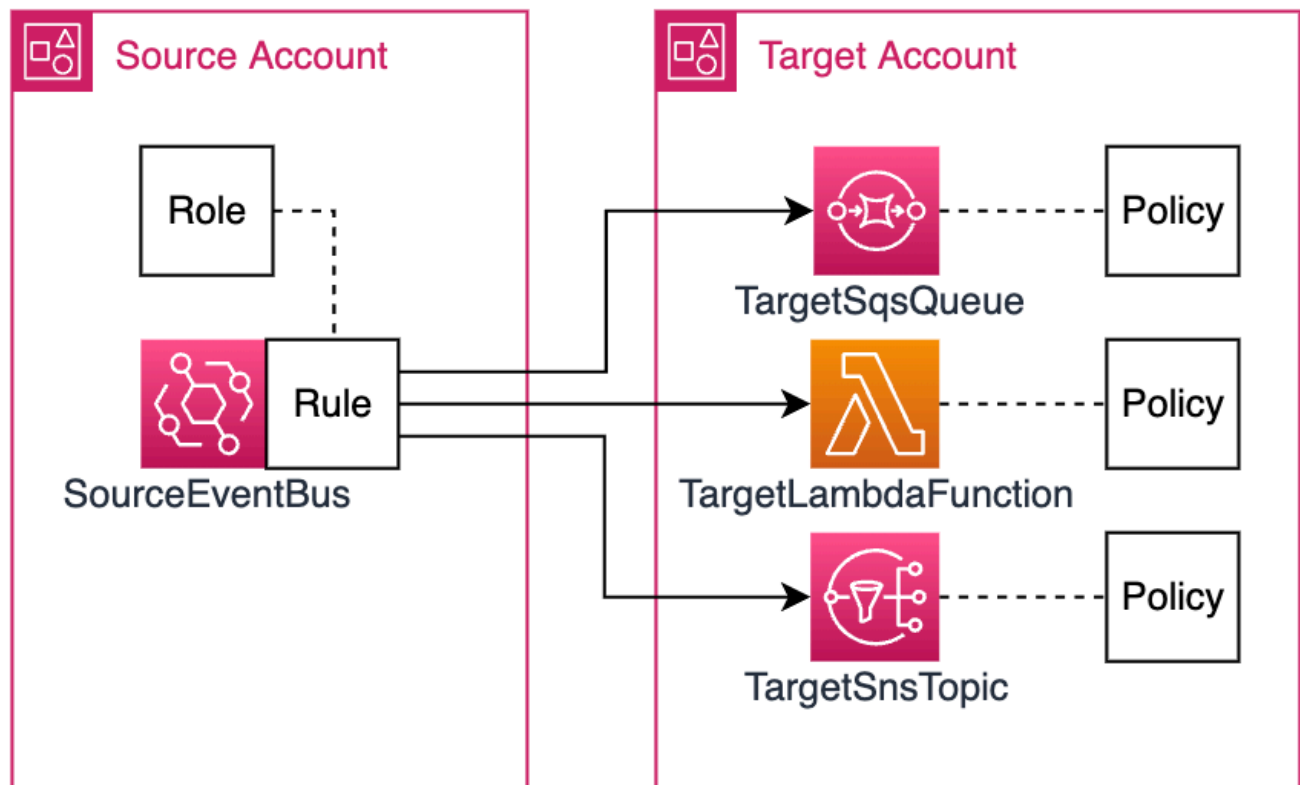 Source Account
Target Account
Role
Policy
TargetSqsQueue
Rule
Policy
SourceEventBus
TargetLambdaFunction
Policy
TargetSnsTopic